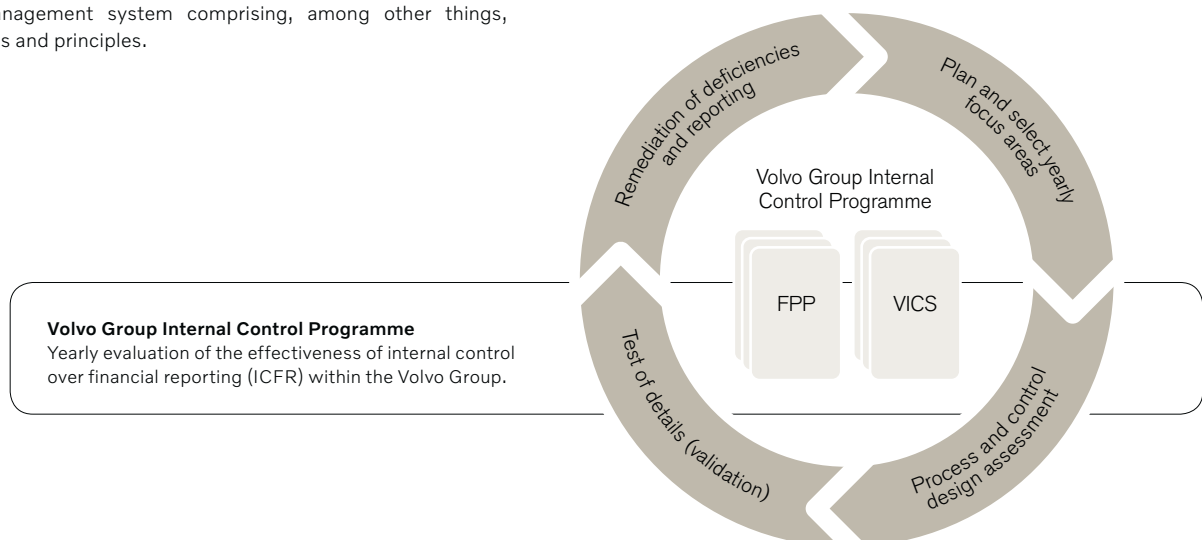 nagement system comprising, among other things,
s and principles.
Remediation of deficiencies
and reporting
Plan and select yearly
focus areas
Volvo Group Internal
Control Programme
FPP
VICS
Volvo Group Internal Control Programme
Yearly evaluation of the effectiveness of internal control
over financial reporting (ICFR) within the Volvo Group.
Test of details (validation)
Process and control
design assessment